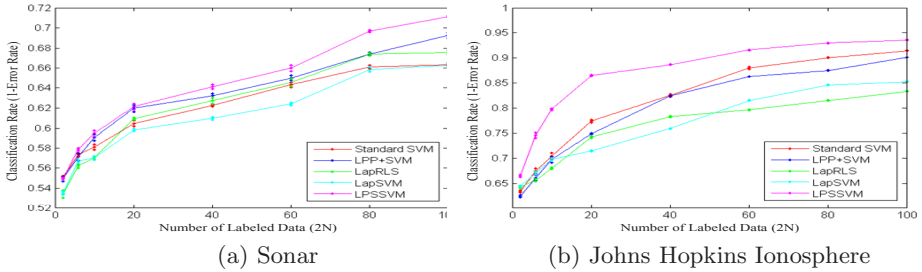 0.72
0.7
0.68
0.66
0.64
0.62
0.6
0.58
0.56
0.54
0.52
0
20
40
60
80
100
Classification Rate (1-Error Rate)
Number of Labeled Data (2N)
Standard SVM
LPP+SVM
LapRLS
LapSVM
LPSSVM
(a) Sonar
1
0.95
0.9
0.85
0.8
0.75
0.7
0.65
20
40
60
80
100
Classification Rate (1-Error Rate)
Number of Labeled Data (2N)
Standard SVM
LPP+SVM
LapRLS
LapSVM
LPSSVM
(b) Johns Hopkins Ionosphere